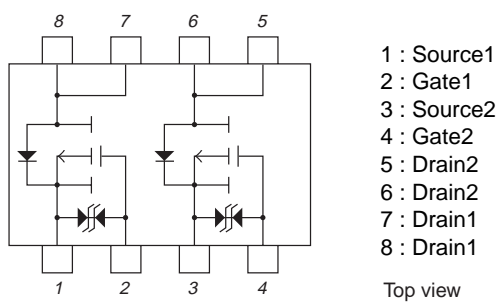 8 7 6 5
1 2 3 4
1 : Source1
2 : Gate1
3 : Source2
4 : Gate2
5 : Drain2
6 : Drain2
7 : Drain1
8 : Drain1
Top view